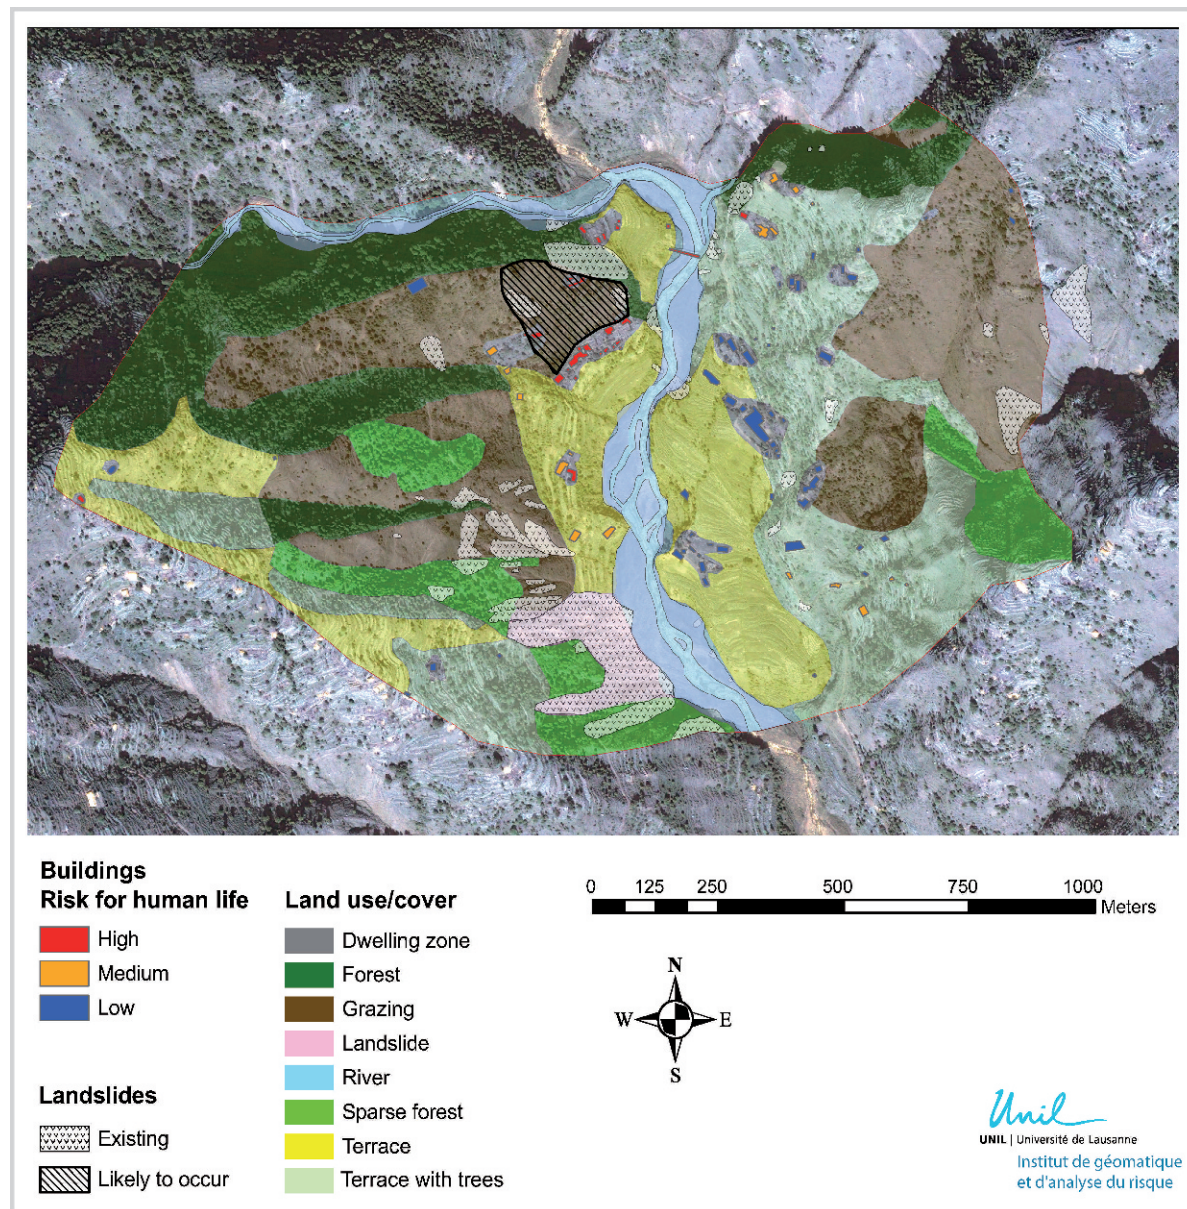 Buildings
Risk for human life
High
Medium
Low
Landslides
Existing
Likely to occur
Land use/cover
Dwelling zone
Forest
Grazing
Landslide
River
Sparse forest
Terrace
Terrace with trees
0 125 250 500 750 1000
Meters
N
W E
S
Unil
UNIL | Université de Lausanne
Institut de géomatique
et d'analyse du risque